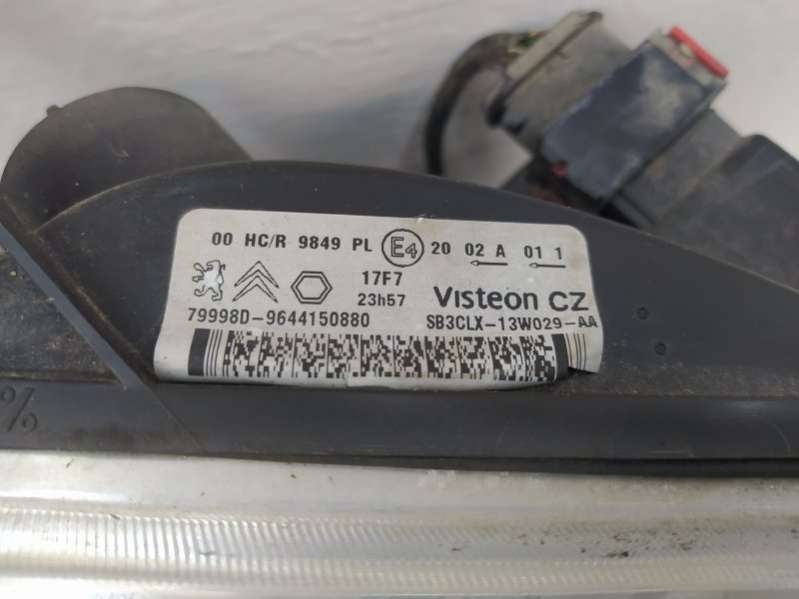 00 HC/R 9849 PL E4 20 02 A 01 1
17F7
23h57 Visteon CZ
79998D-9644150880 SB3CLX-13W029-AA
%